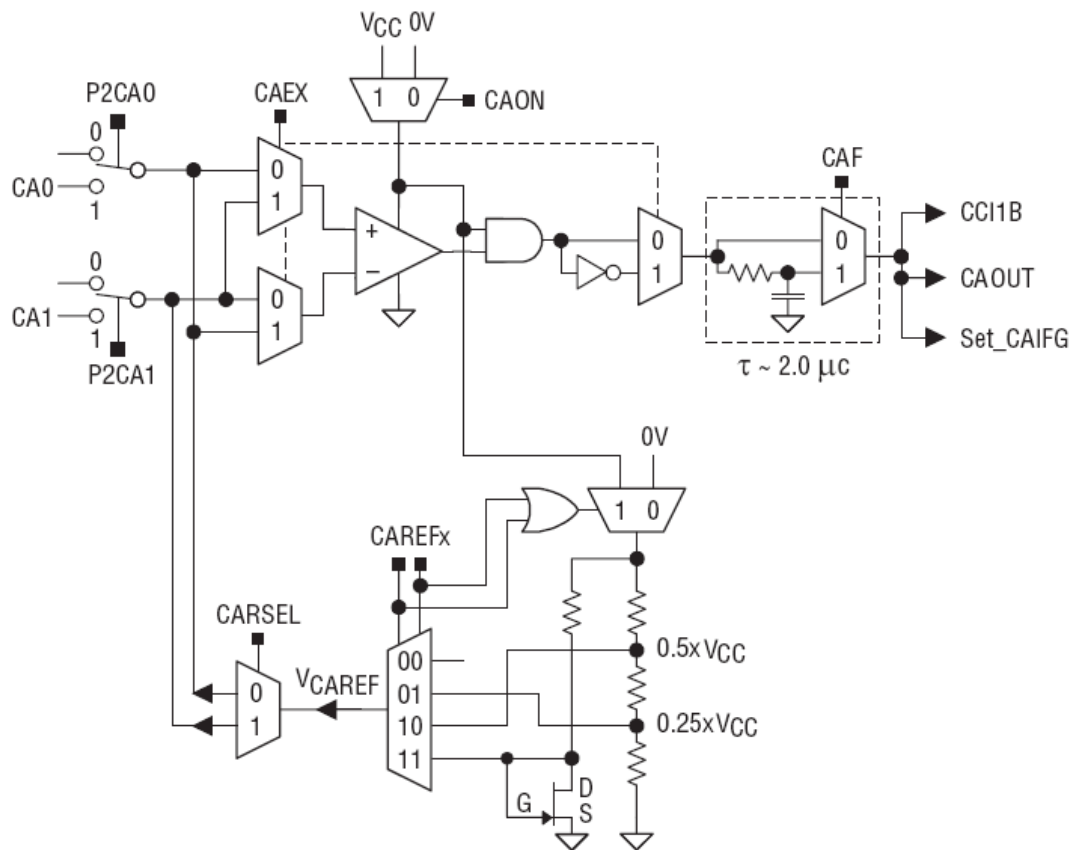 VCC 0V
P2CA0
CAEX
1 0
CAON
0
CA0
1
0
1
CAF
0
CA1
1
P2CA1
+
−
0
1
0
1
0
1
CCI1B
CAOUT
Set_CAIFG
τ ~ 2.0 μc
0V
1 0
CAREFx
CARSEL
VCAREF
0
1
00
01
10
11
0.5xVCC
0.25xVCC
G
D
S